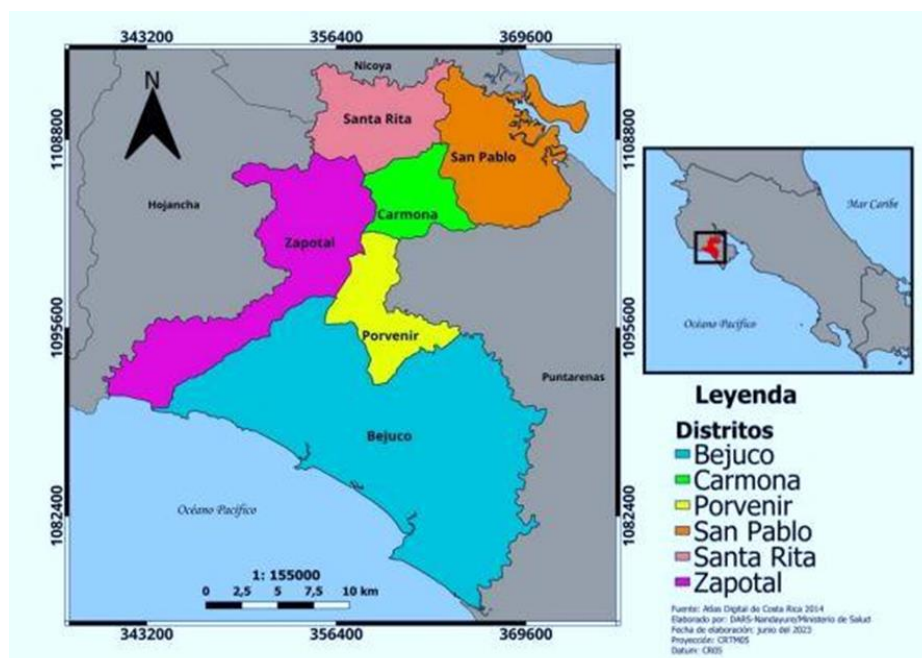 343200 356400 369600
Nicoya
N
Santa Rita
1108800
1108800
San Pablo
Hojancha
Carmona
Zapotal
Mar Caribe
1095600
1095600
Océano Pacífico
Porvenir
Puntarenas
Leyenda
Distritos
Bejuco
Carmona
Porvenir
San Pablo
Santa Rita
Zapotal
Bejuco
Océano Pacífico
1082400
1082400
1: 155000
0 2,5 5 7,5 10 km
343200 356400 369600
Fuente: Atlas Digital de Costa Rica 2014
Elaborado por: DARS-Nandayure/Ministerio de Salud
Fecha de elaboración: junio del 2023
Proyección: CRTM05
Datum: CR05